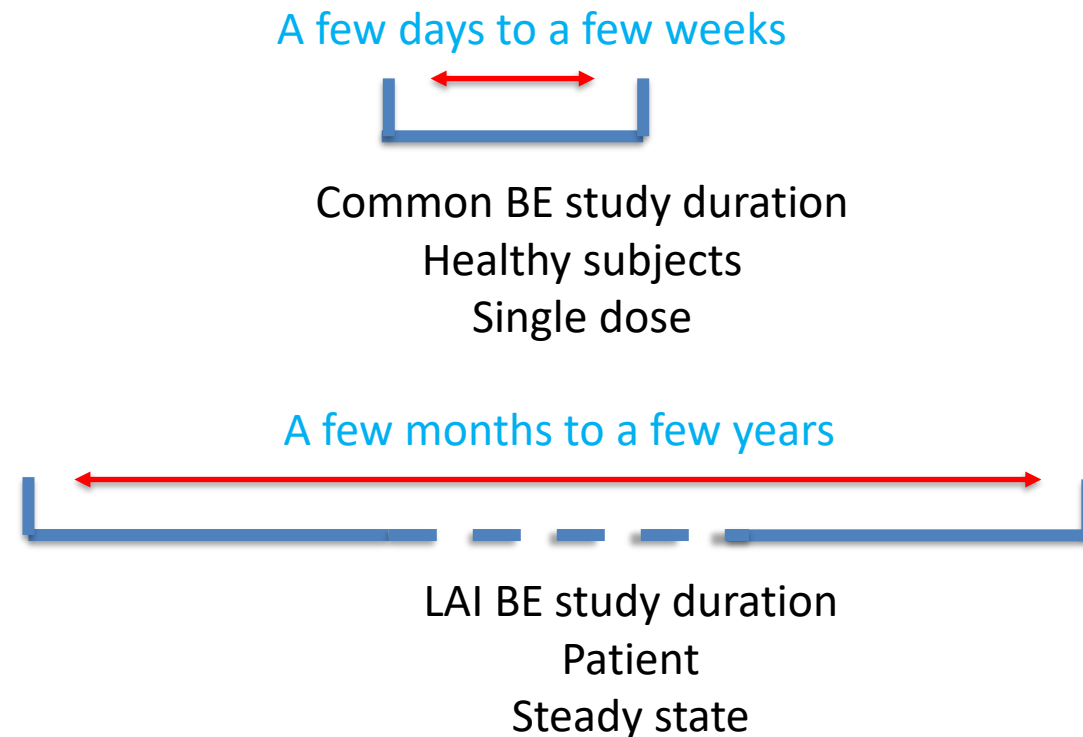 A few days to a few weeks
Common BE study duration
Healthy subjects
Single dose
A few months to a few years
LAI BE study duration
Patient
Steady state